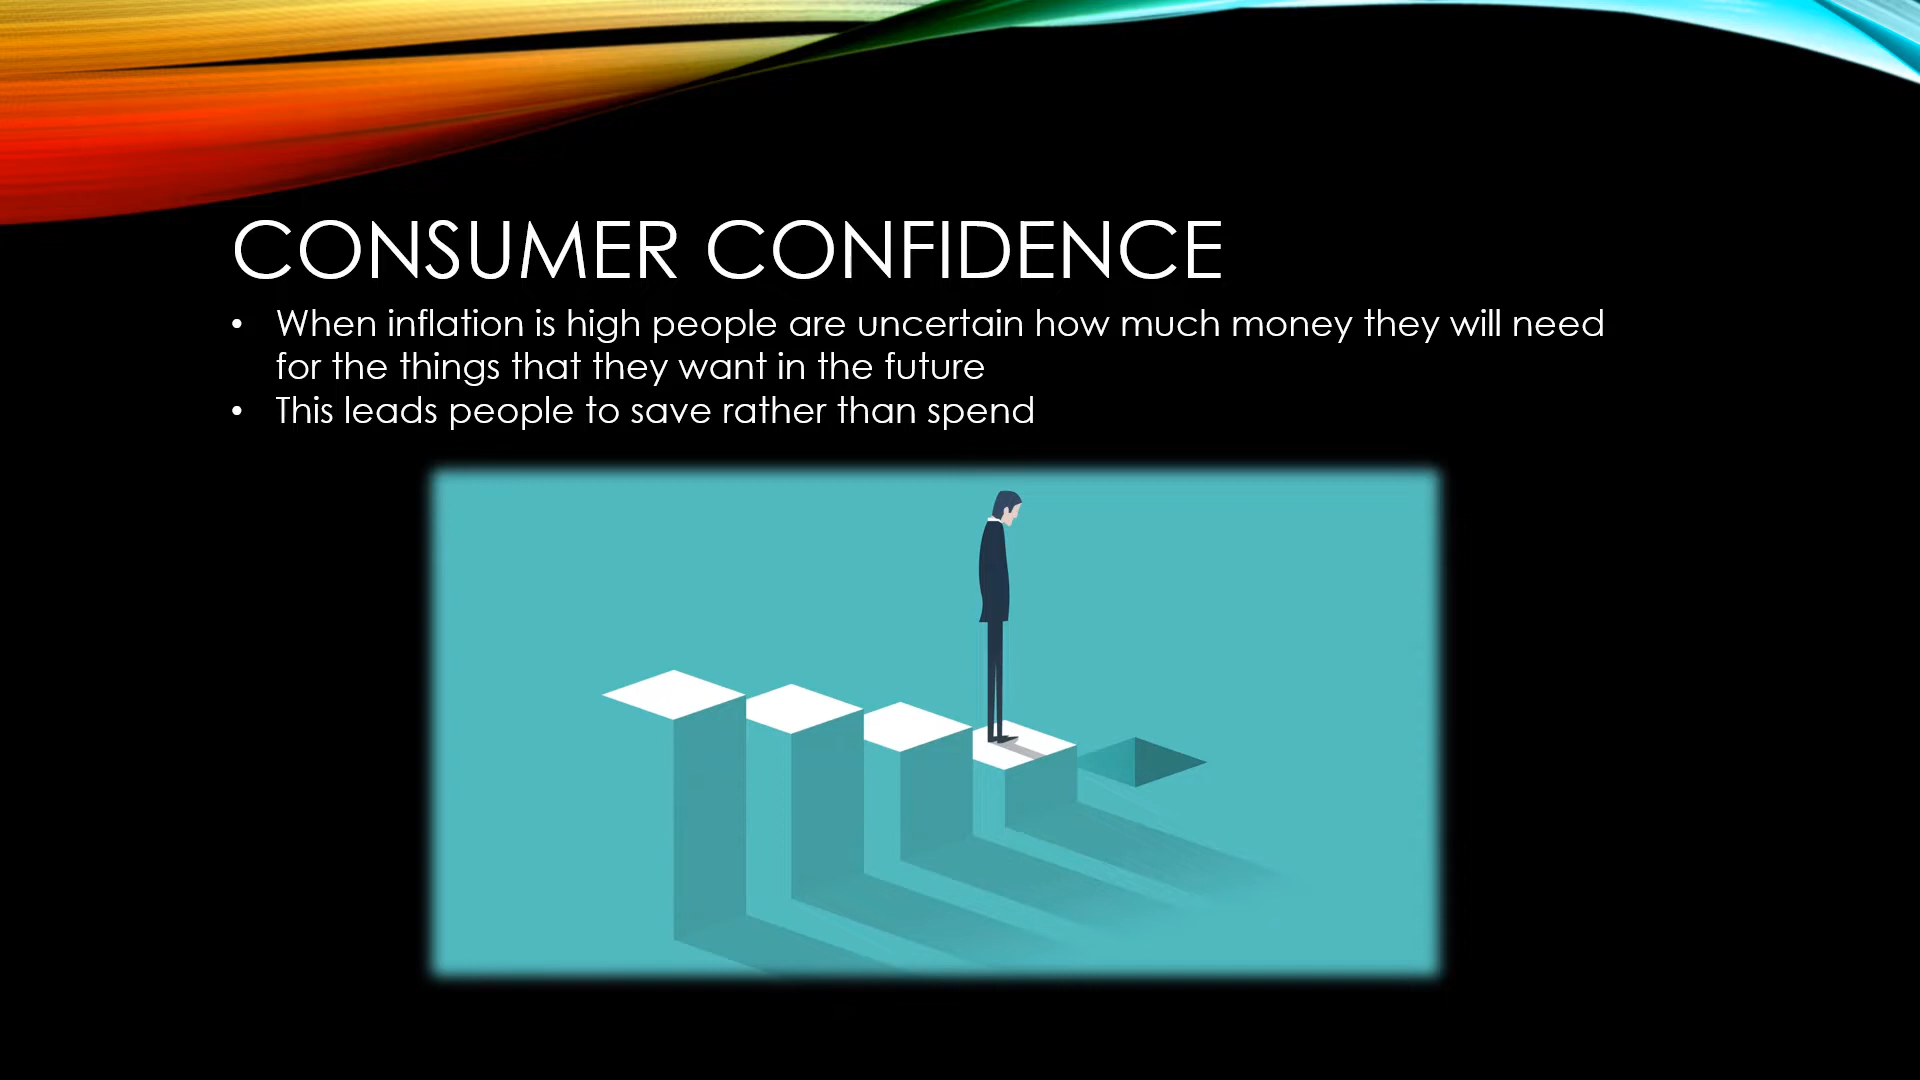 CONSUMER CONFIDENCE
• When inflation is high people are uncertain how much money they will need
for the things that they want in the future
• This leads people to save rather than spend